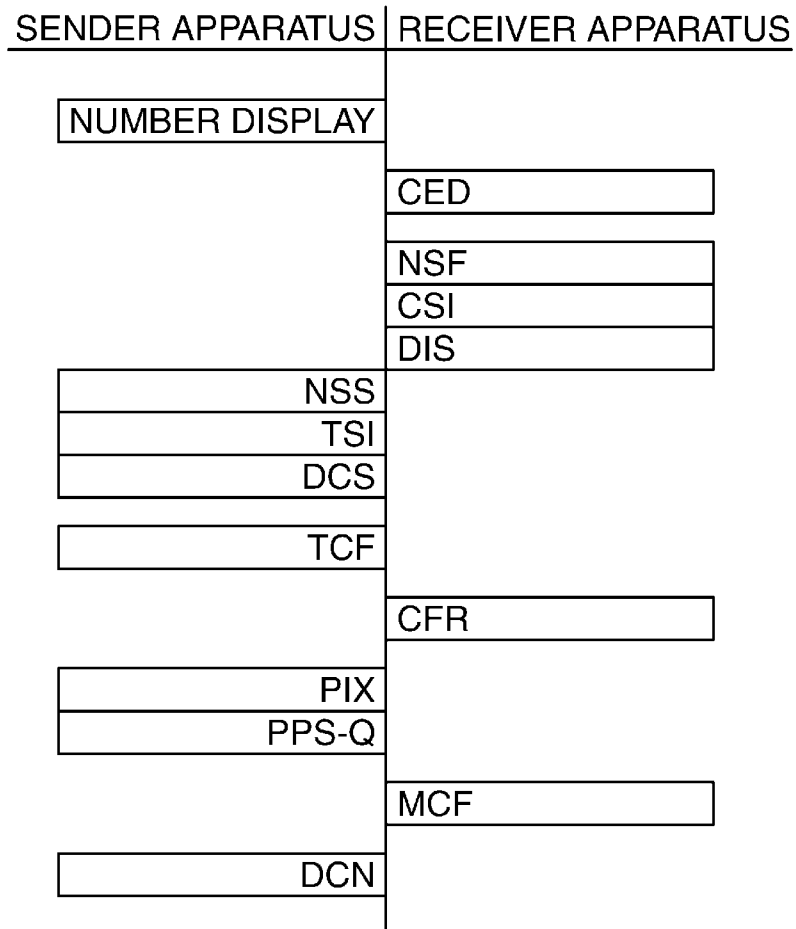 SENDER APPARATUS
RECEIVER APPARATUS
NUMBER DISPLAY
CED
NSF
CSI
DIS
NSS
TSI
DCS
TCF
CFR
PIX
PPS-Q
MCF
DCN